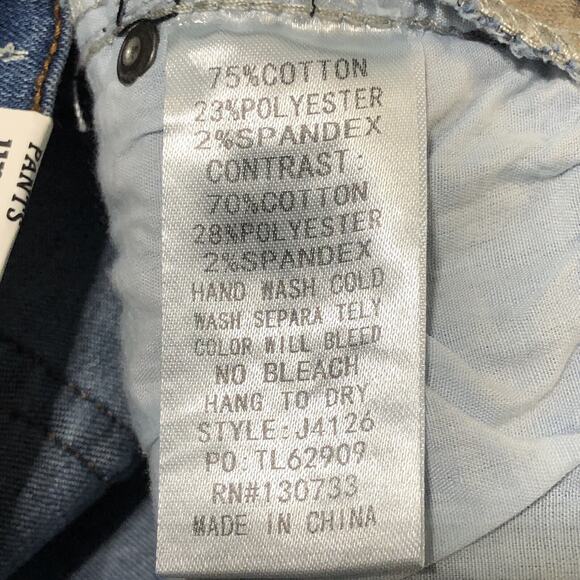 75%COTTON
23%POLYESTER
2%SPANDEX
CONTRAST:
70%COTTON
28%POLYESTER
2%SPANDEX
HAND WASH COLD
WASH SEPARA TELY
COLOR WILL BLEED
NO BLEACH
HANG TO DRY
STYLE:J4126
PO:TL62909
RN#130733
MADE IN CHINA
PANTS